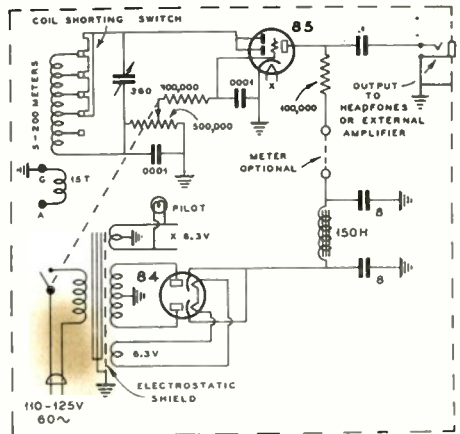 COIL SHORTING SWITCH
85
5-200 METERS
360
100,000
.0001
X
500,000
100,000
OUTPUT
TO
HEADFONES
OR EXTERNAL
AMPLIFIER
G
15T
A
.0001
METER
OPTIONAL
PILOT
X 6.3V
8
150H
84
8
6.3V
ELECTROSTATIC
SHIELD
110-125V
60~